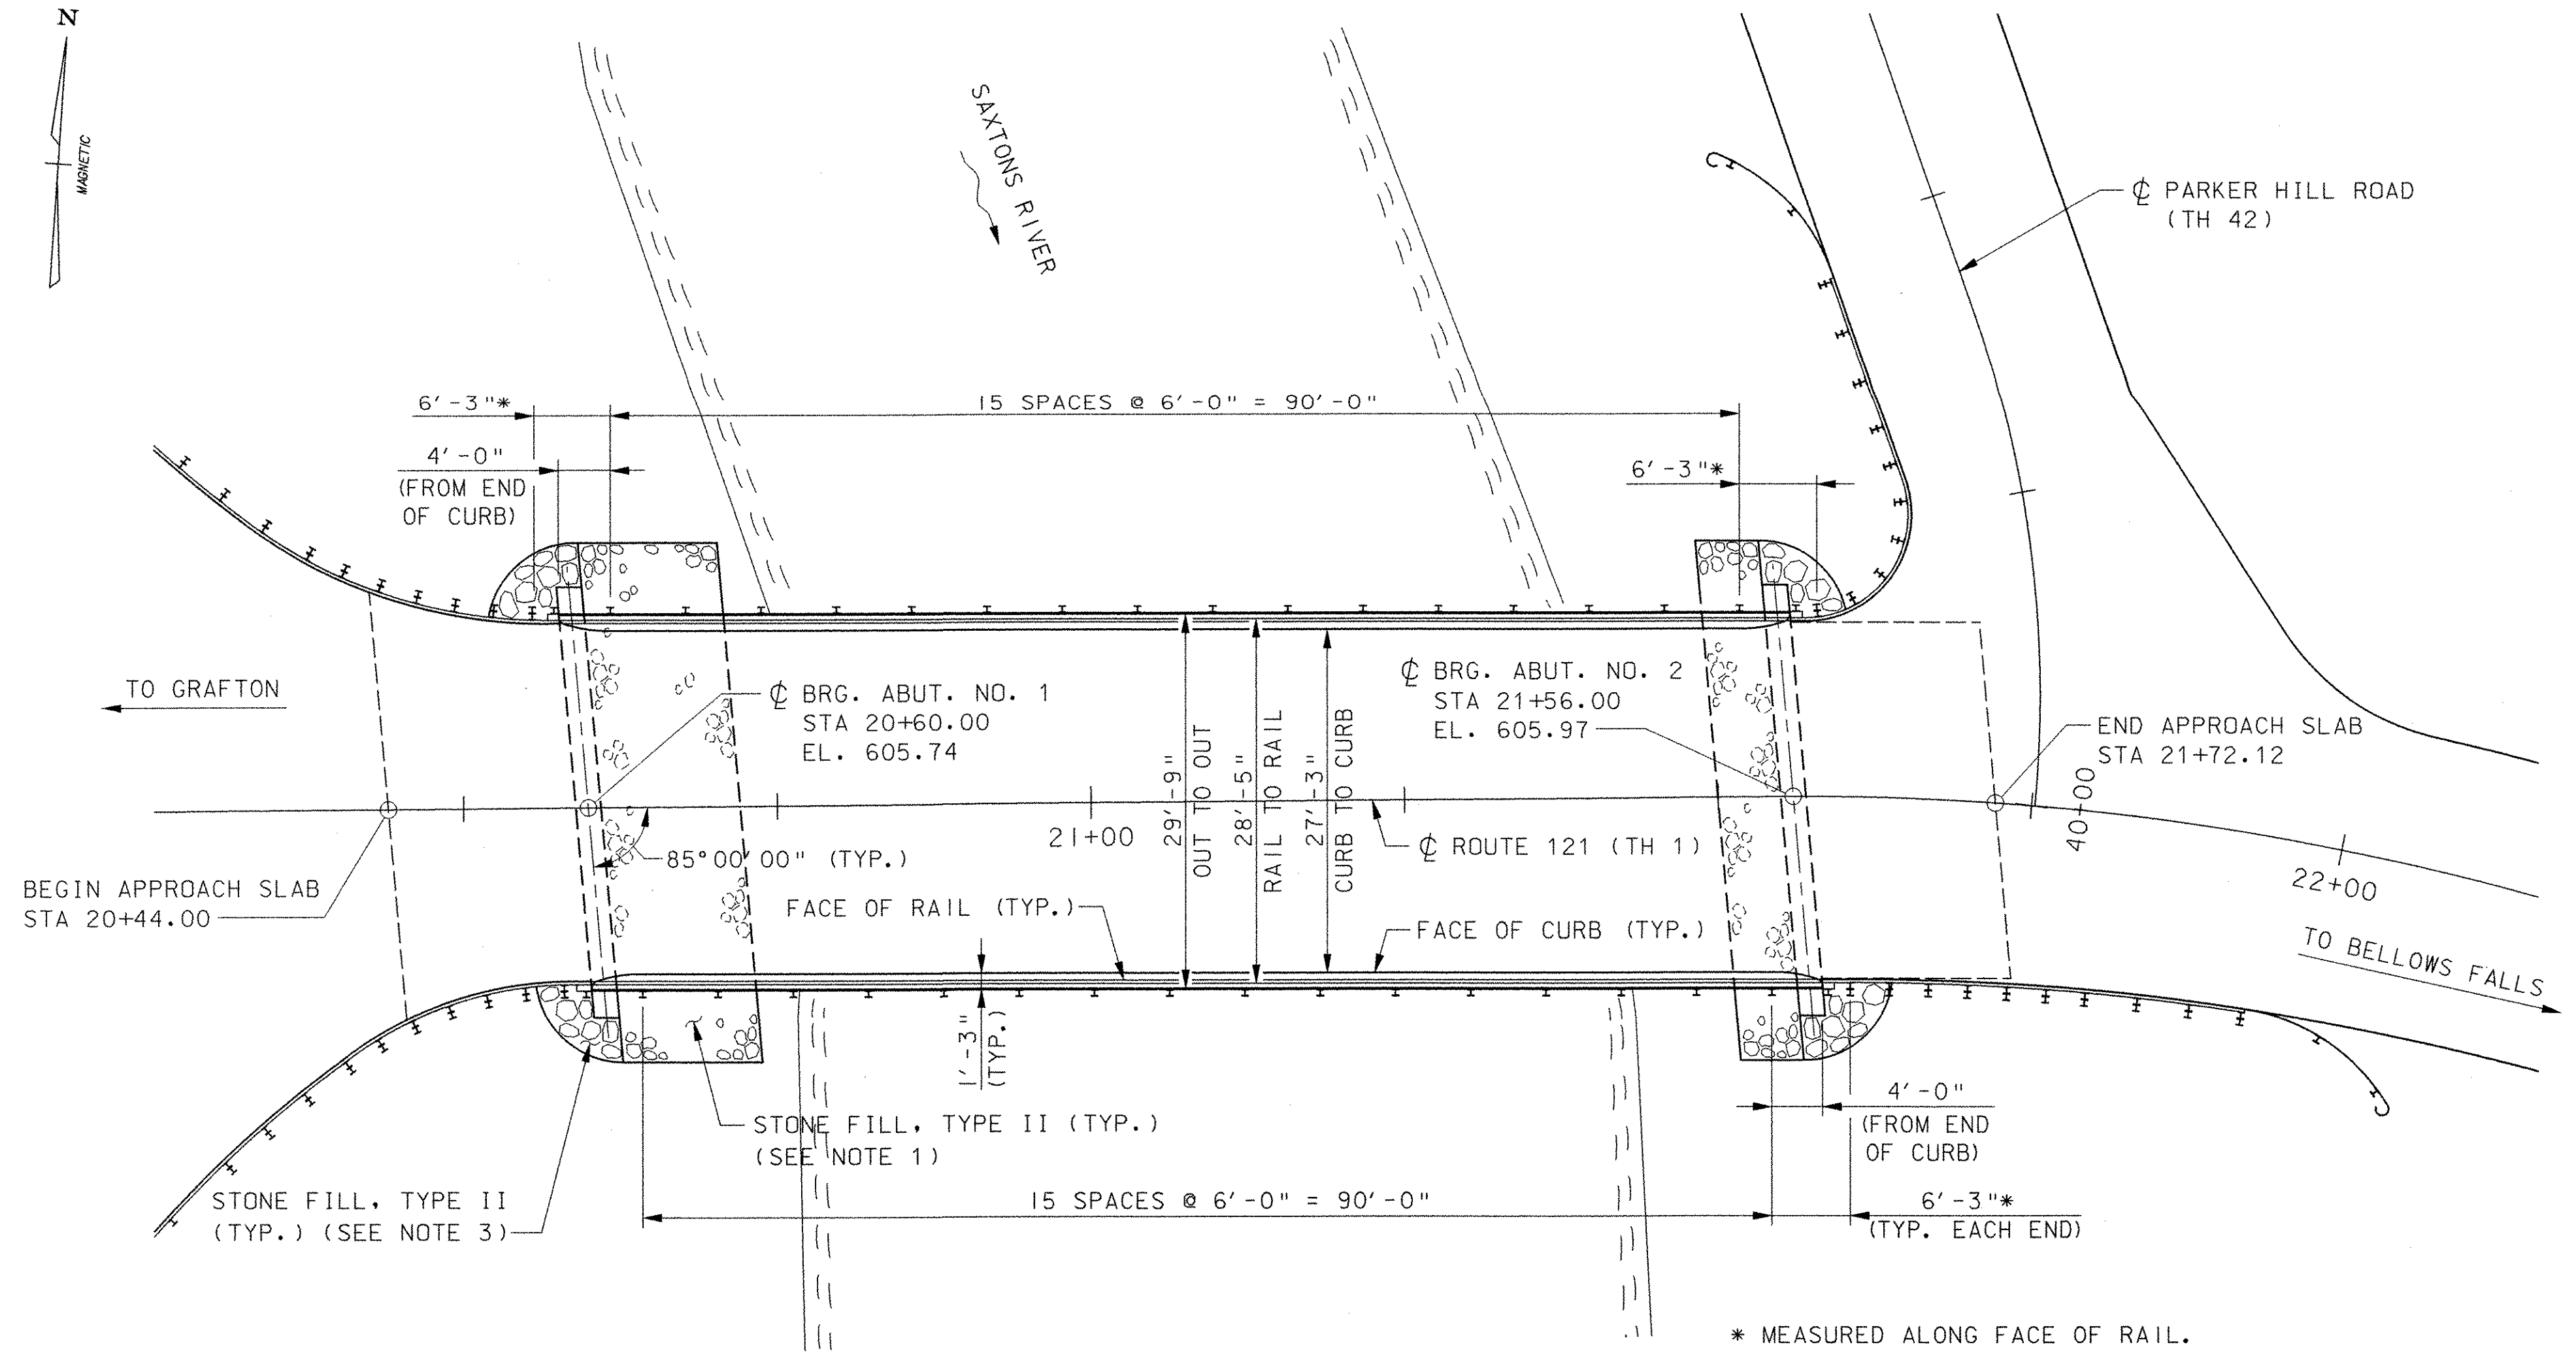 N
MAGNETIC
SAXTONS RIVER
℄ PARKER HILL ROAD
(TH 42)
6'-3"*
15 SPACES @ 6'-0" = 90'-0"
4'-0"
(FROM END
OF CURB)
6'-3"*
TO GRAFTON
℄ BRG. ABUT. NO. 1
STA 20+60.00
EL. 605.74
℄ BRG. ABUT. NO. 2
STA 21+56.00
EL. 605.97
29'-9"
OUT TO OUT
28'-5"
RAIL TO RAIL
27'-3"
CURB TO CURB
END APPROACH SLAB
STA 21+72.12
40+00
21+00
℄ ROUTE 121 (TH 1)
85°00'00" (TYP.)
22+00
BEGIN APPROACH SLAB
STA 20+44.00
FACE OF RAIL (TYP.)
FACE OF CURB (TYP.)
TO BELLOWS FALLS
1'-3"
(TYP.)
STONE FILL, TYPE II (TYP.)
(SEE NOTE 1)
4'-0"
(FROM END
OF CURB)
STONE FILL, TYPE II
(TYP.) (SEE NOTE 3)
15 SPACES @ 6'-0" = 90'-0"
6'-3"*
(TYP. EACH END)
* MEASURED ALONG FACE OF RAIL.